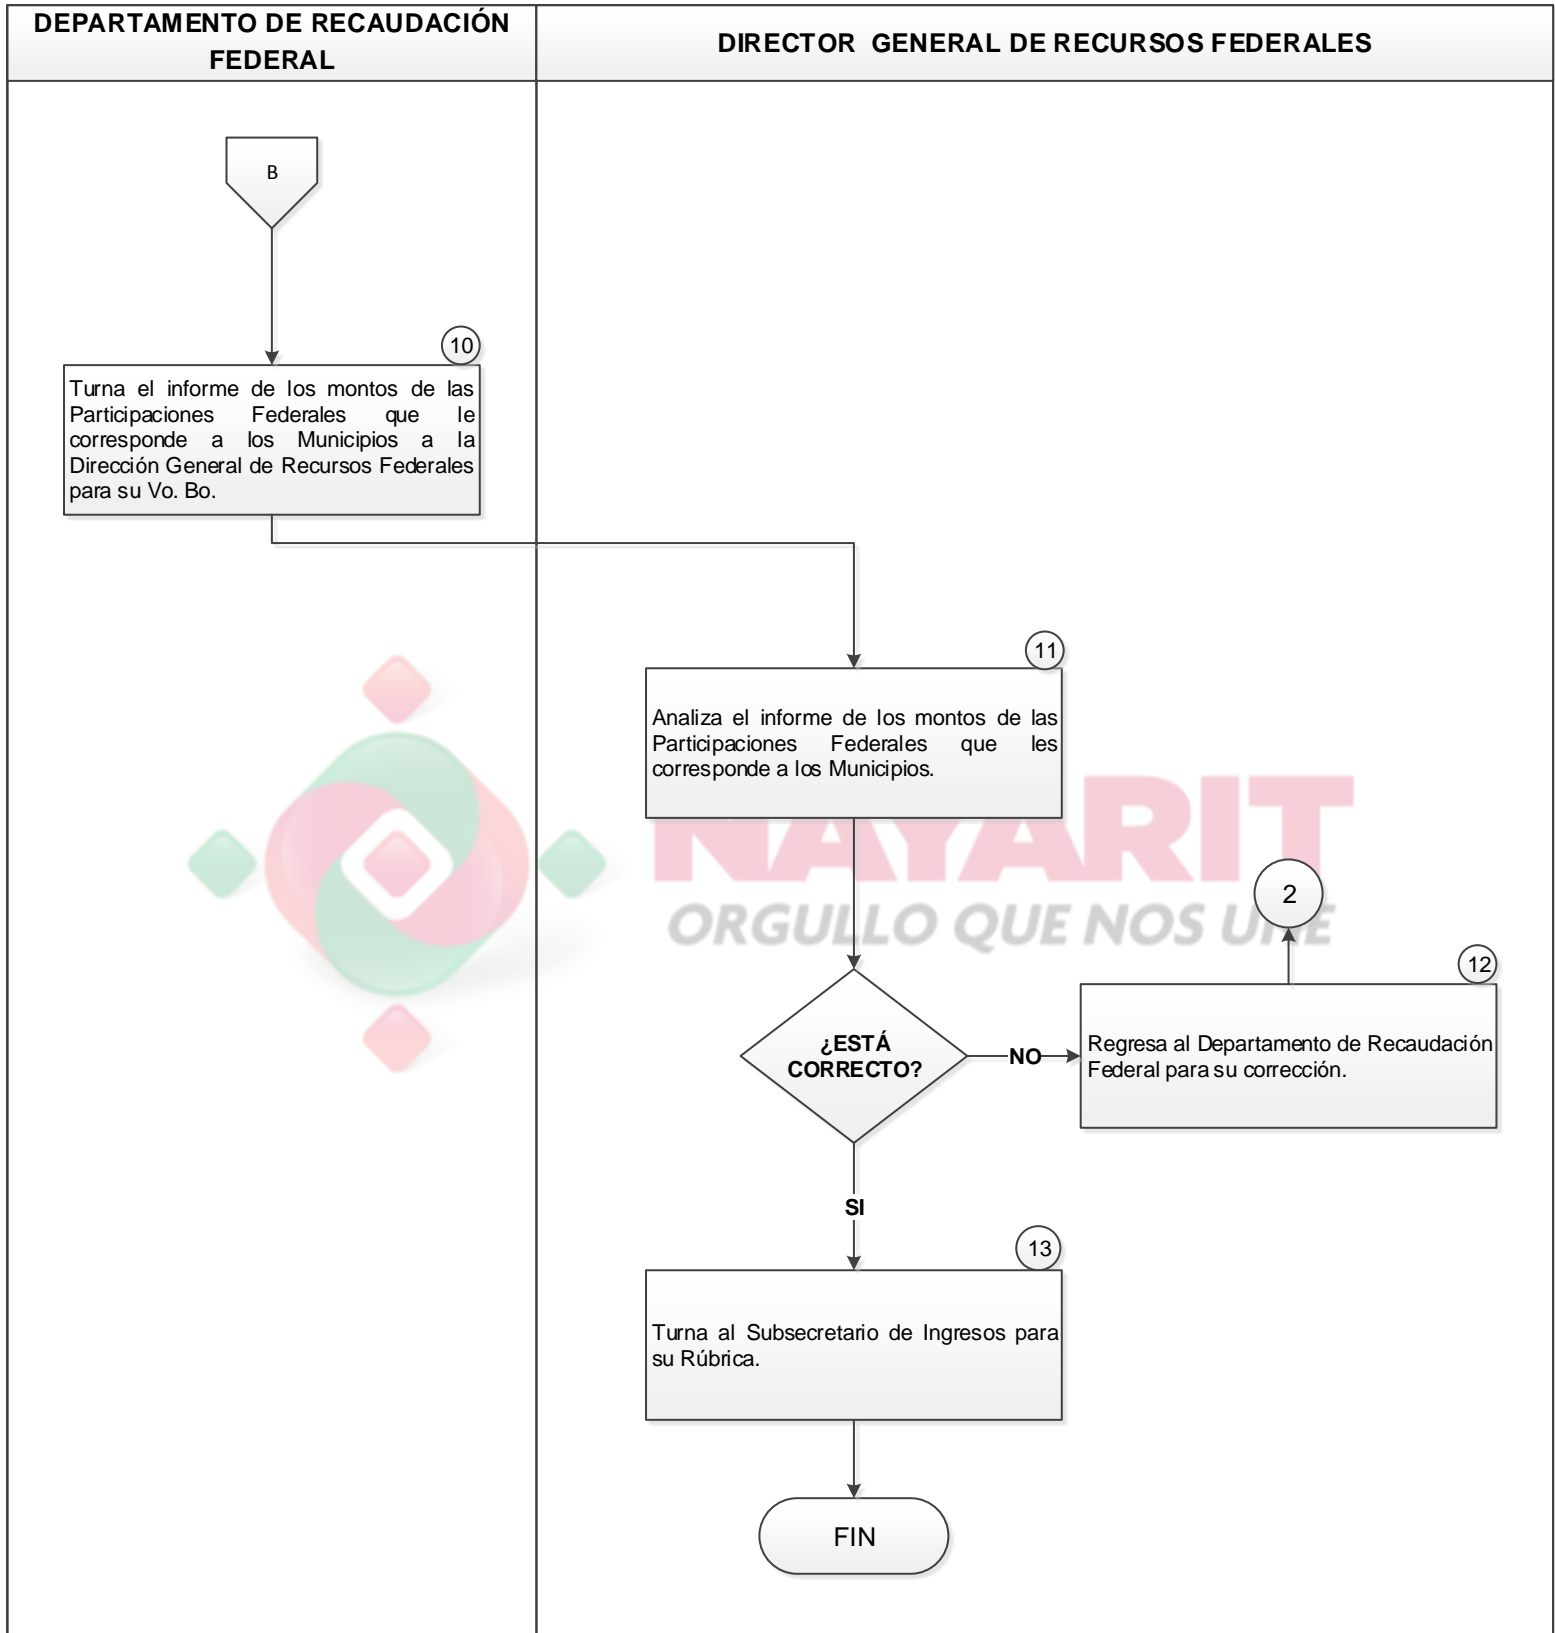 DEPARTAMENTO DE RECAUDACIÓN
FEDERAL
DIRECTOR GENERAL DE RECURSOS FEDERALES
B
10
Turna el informe de los montos de las
Participaciones Federales que le
corresponde a los Municipios a la
Dirección General de Recursos Federales
para su Vo. Bo.
11
Analiza el informe de los montos de las
Participaciones Federales que les
corresponde a los Municipios.
NAYARIT
ORGULLO QUE NOS UNE
2
12
¿ESTÁ
CORRECTO?
NO
Regresa al Departamento de Recaudación
Federal para su corrección.
SI
13
Turna al Subsecretario de Ingresos para
su Rúbrica.
FIN